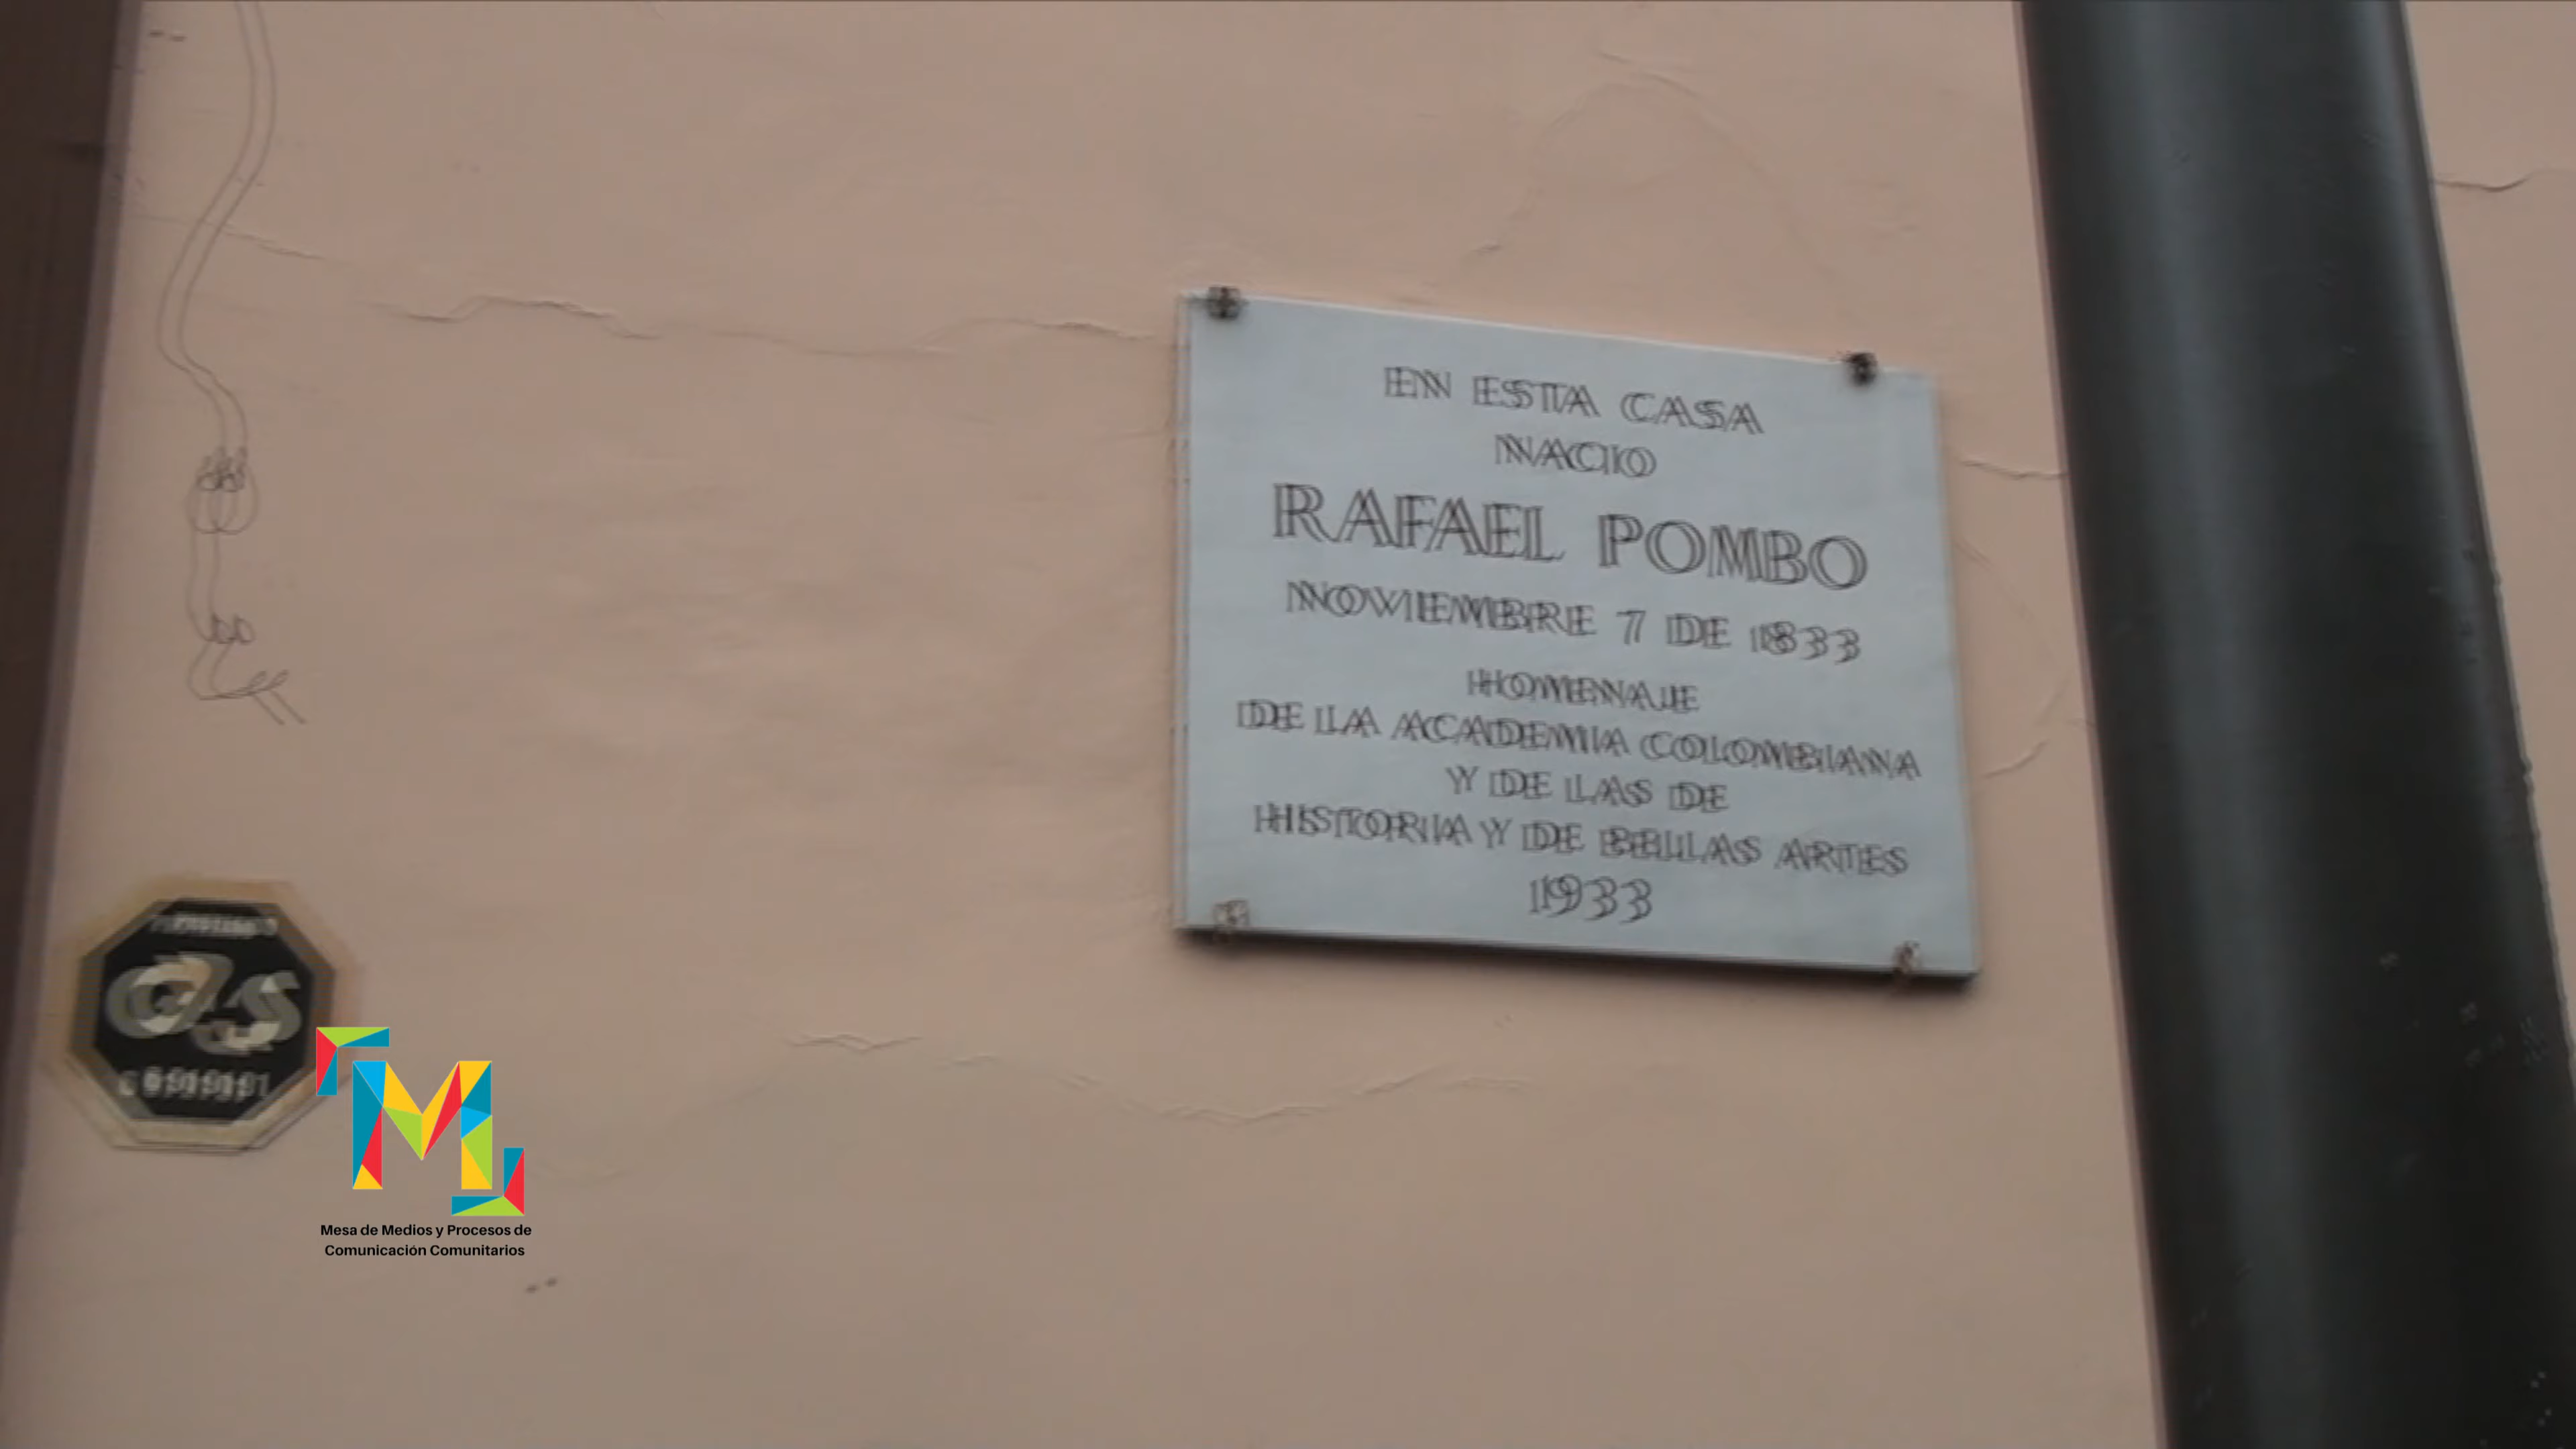 EN ESTA CASA
NACIO
RAFAEL POMBO
NOVIEMBRE 7 DE 1833
HOMENAJE
DE LA ACADEMIA COLOMBIANA
Y DE LAS DE
HISTORIA Y DE BELLAS ARTES
1933
M
Mesa de Medios y Procesos de
Comunicación Comunitarios